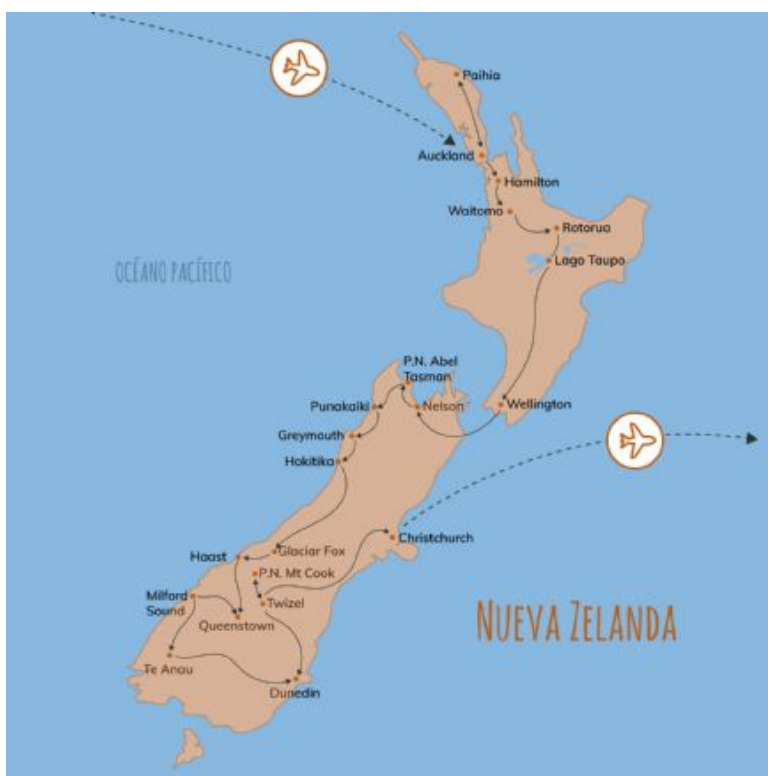 Paihia
Auckland
Hamilton
Waitomo
Rotorua
Lago Taupo
OCÉANO PACÍFICO
P.N. Abel
Tasman
Punakaiki
Nelson
Wellington
Greymouth
Hokitika
Christchurch
Haast
Glaciar Fox
P.N. Mt Cook
Milford
Sound
Twizel
Queenstown
NUEVA ZELANDA
Te Anau
Dunedin